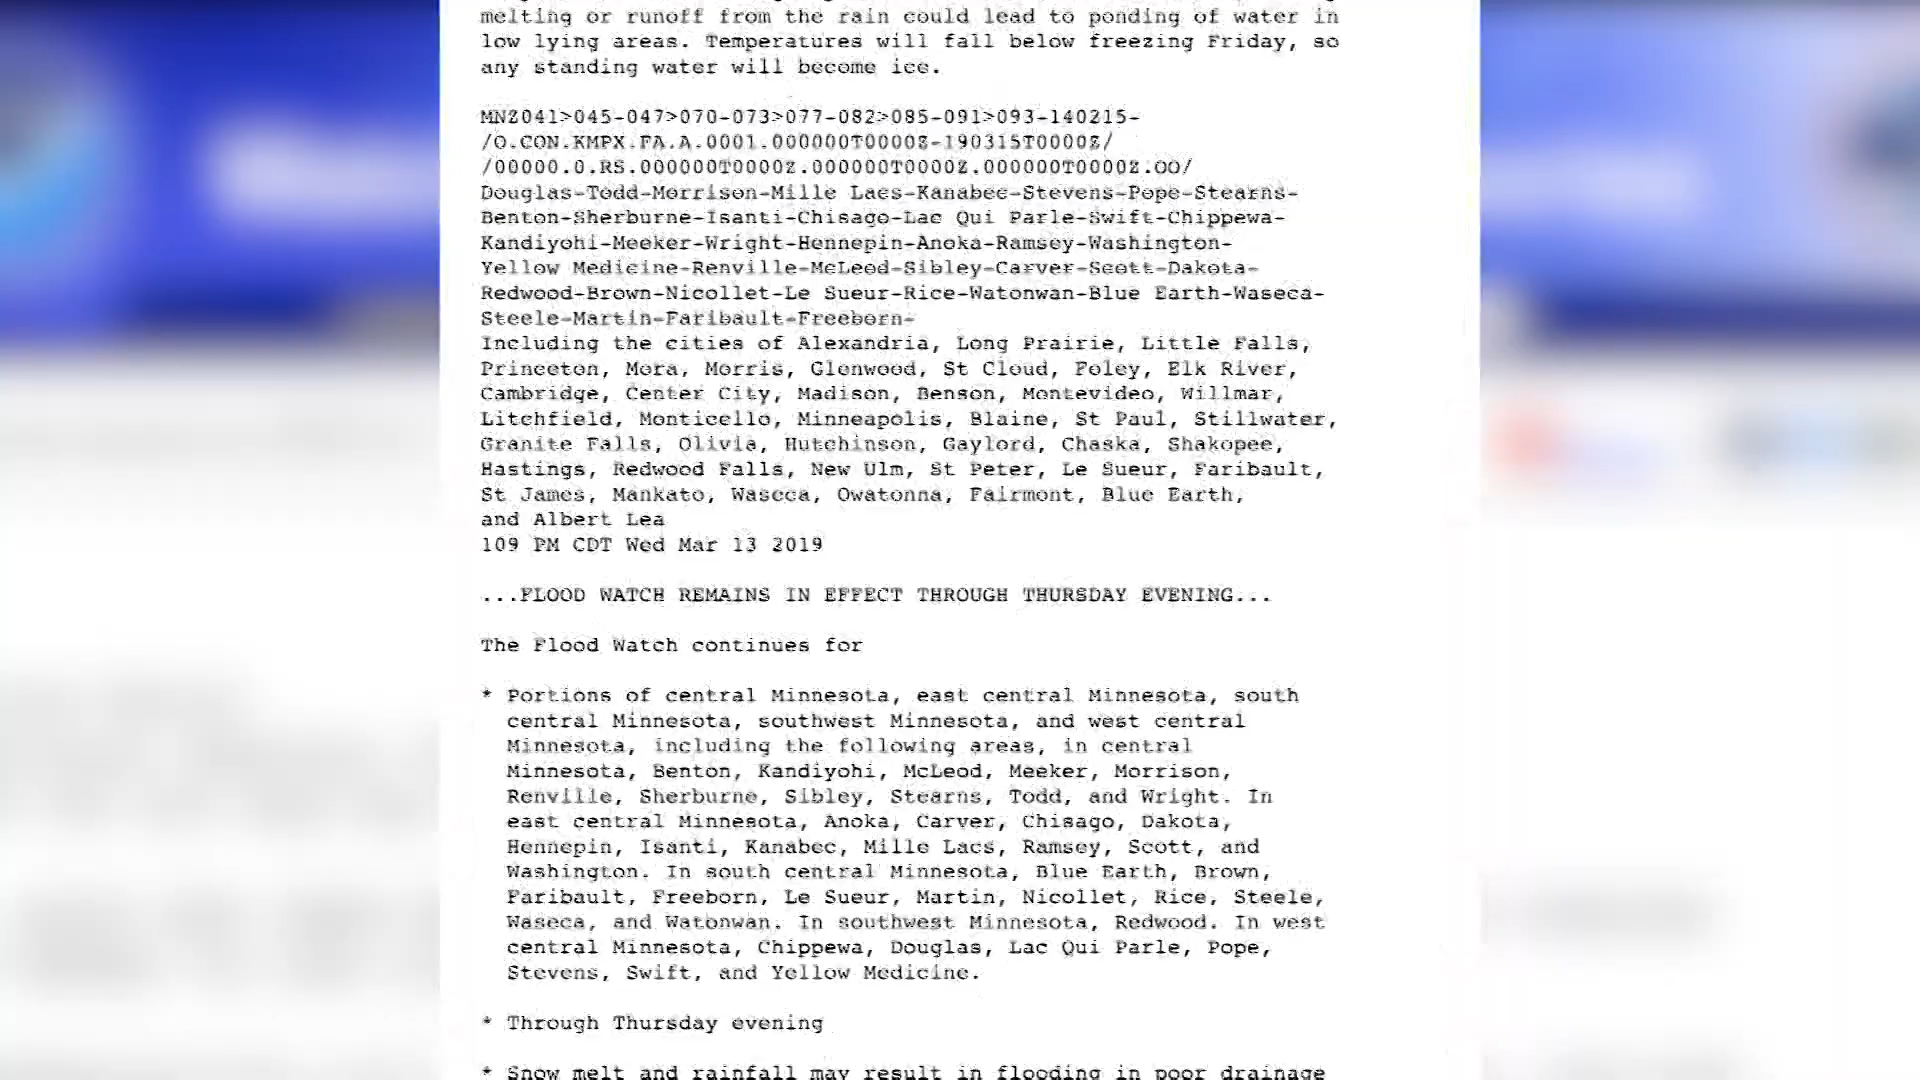 melting or runoff from the rain could lead to ponding of water in
low lying areas. Temperatures will fall below freezing Friday, so
any standing water will become ice.
MNZ041>045-047>070-073>077-082>085-091>093-140215-
/O.CON.KMPX.FA.A.0001.000000T0000Z-190315T0000Z/
/00000.0.RS.000000T0000Z.000000T0000Z.000000T0000Z.OO/
Douglas-Todd-Morrison-Mille Lacs-Kanabec-Stevens-Pope-Stearns-
Benton-Sherburne-Isanti-Chisago-Lac Qui Parle-Swift-Chippewa-
Kandiyohi-Meeker-Wright-Hennepin-Anoka-Ramsey-Washington-
Yellow Medicine-Renville-McLeod-Sibley-Carver-Scott-Dakota-
Redwood-Brown-Nicollet-Le Sueur-Rice-Watonwan-Blue Earth-Waseca-
Steele-Martin-Faribault-Freeborn-
Including the cities of Alexandria, Long Prairie, Little Falls,
Princeton, Mora, Morris, Glenwood, St Cloud, Foley, Elk River,
Cambridge, Center City, Madison, Benson, Montevideo, Willmar,
Litchfield, Monticello, Minneapolis, Blaine, St Paul, Stillwater,
Granite Falls, Olivia, Hutchinson, Gaylord, Chaska, Shakopee,
Hastings, Redwood Falls, New Ulm, St Peter, Le Sueur, Faribault,
St James, Mankato, Waseca, Owatonna, Fairmont, Blue Earth,
and Albert Lea
109 PM CDT Wed Mar 13 2019
...FLOOD WATCH REMAINS IN EFFECT THROUGH THURSDAY EVENING...
The Flood Watch continues for
* Portions of central Minnesota, east central Minnesota, south
central Minnesota, southwest Minnesota, and west central
Minnesota, including the following areas, in central
Minnesota, Benton, Kandiyohi, McLeod, Meeker, Morrison,
Renville, Sherburne, Sibley, Stearns, Todd, and Wright. In
east central Minnesota, Anoka, Carver, Chisago, Dakota,
Hennepin, Isanti, Kanabec, Mille Lacs, Ramsey, Scott, and
Washington. In south central Minnesota, Blue Earth, Brown,
Faribault, Freeborn, Le Sueur, Martin, Nicollet, Rice, Steele,
Waseca, and Watonwan. In southwest Minnesota, Redwood. In west
central Minnesota, Chippewa, Douglas, Lac Qui Parle, Pope,
Stevens, Swift, and Yellow Medicine.
* Through Thursday evening
* Snow melt and rainfall may result in flooding in poor drainage